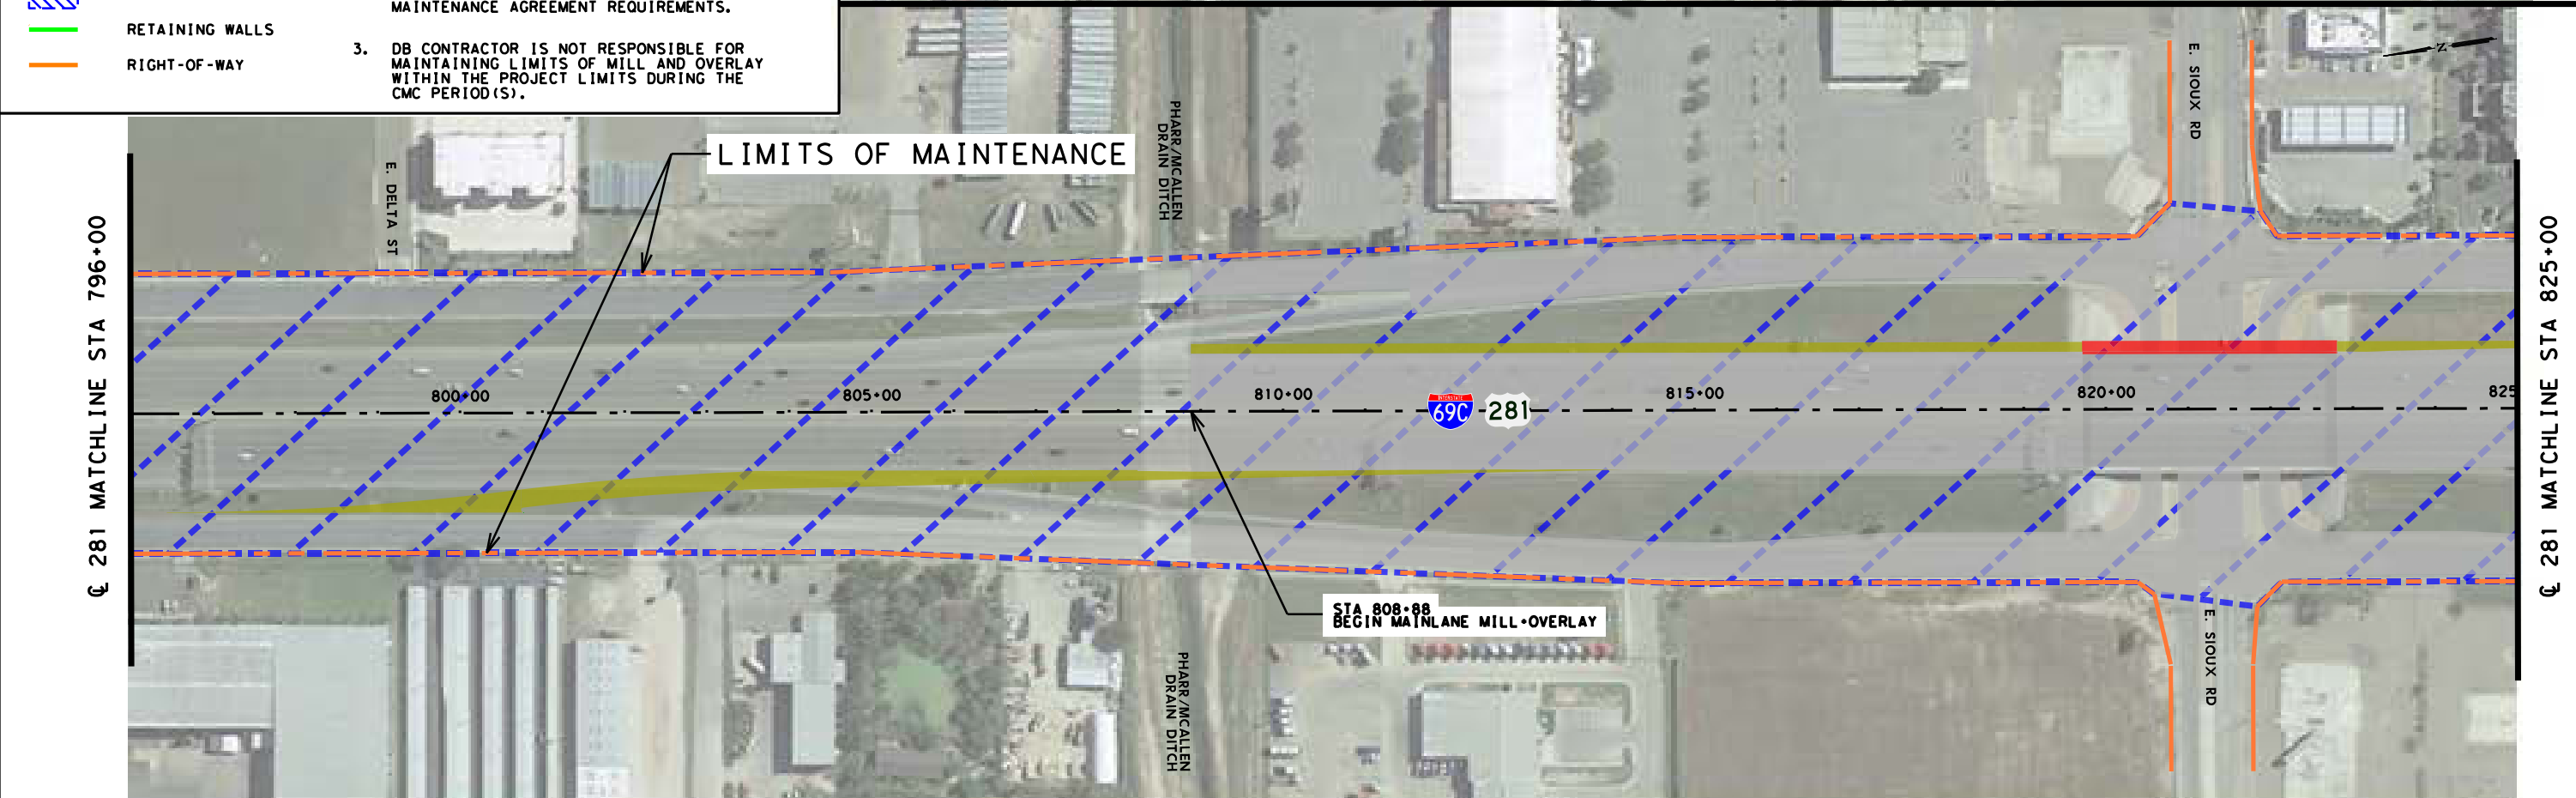 MAINTENANCE AGREEMENT REQUIREMENTS.
RETAINING WALLS
RIGHT-OF-WAY
3. DB CONTRACTOR IS NOT RESPONSIBLE FOR
MAINTAINING LIMITS OF MILL AND OVERLAY
WITHIN THE PROJECT LIMITS DURING THE
CMC PERIOD(S).
LIMITS OF MAINTENANCE
E. DELTA ST
PHARR/MCALLEN
DRAIN DITCH
E. SIOUX RD
N
℄ 281 MATCHLINE STA 796+00
800+00
805+00
810+00
INTERSTATE
69C
281
815+00
820+00
825
℄ 281 MATCHLINE STA 825+00
STA 808+88
BEGIN MAINLANE MILL+OVERLAY
PHARR/MCALLEN
DRAIN DITCH
E. SIOUX RD